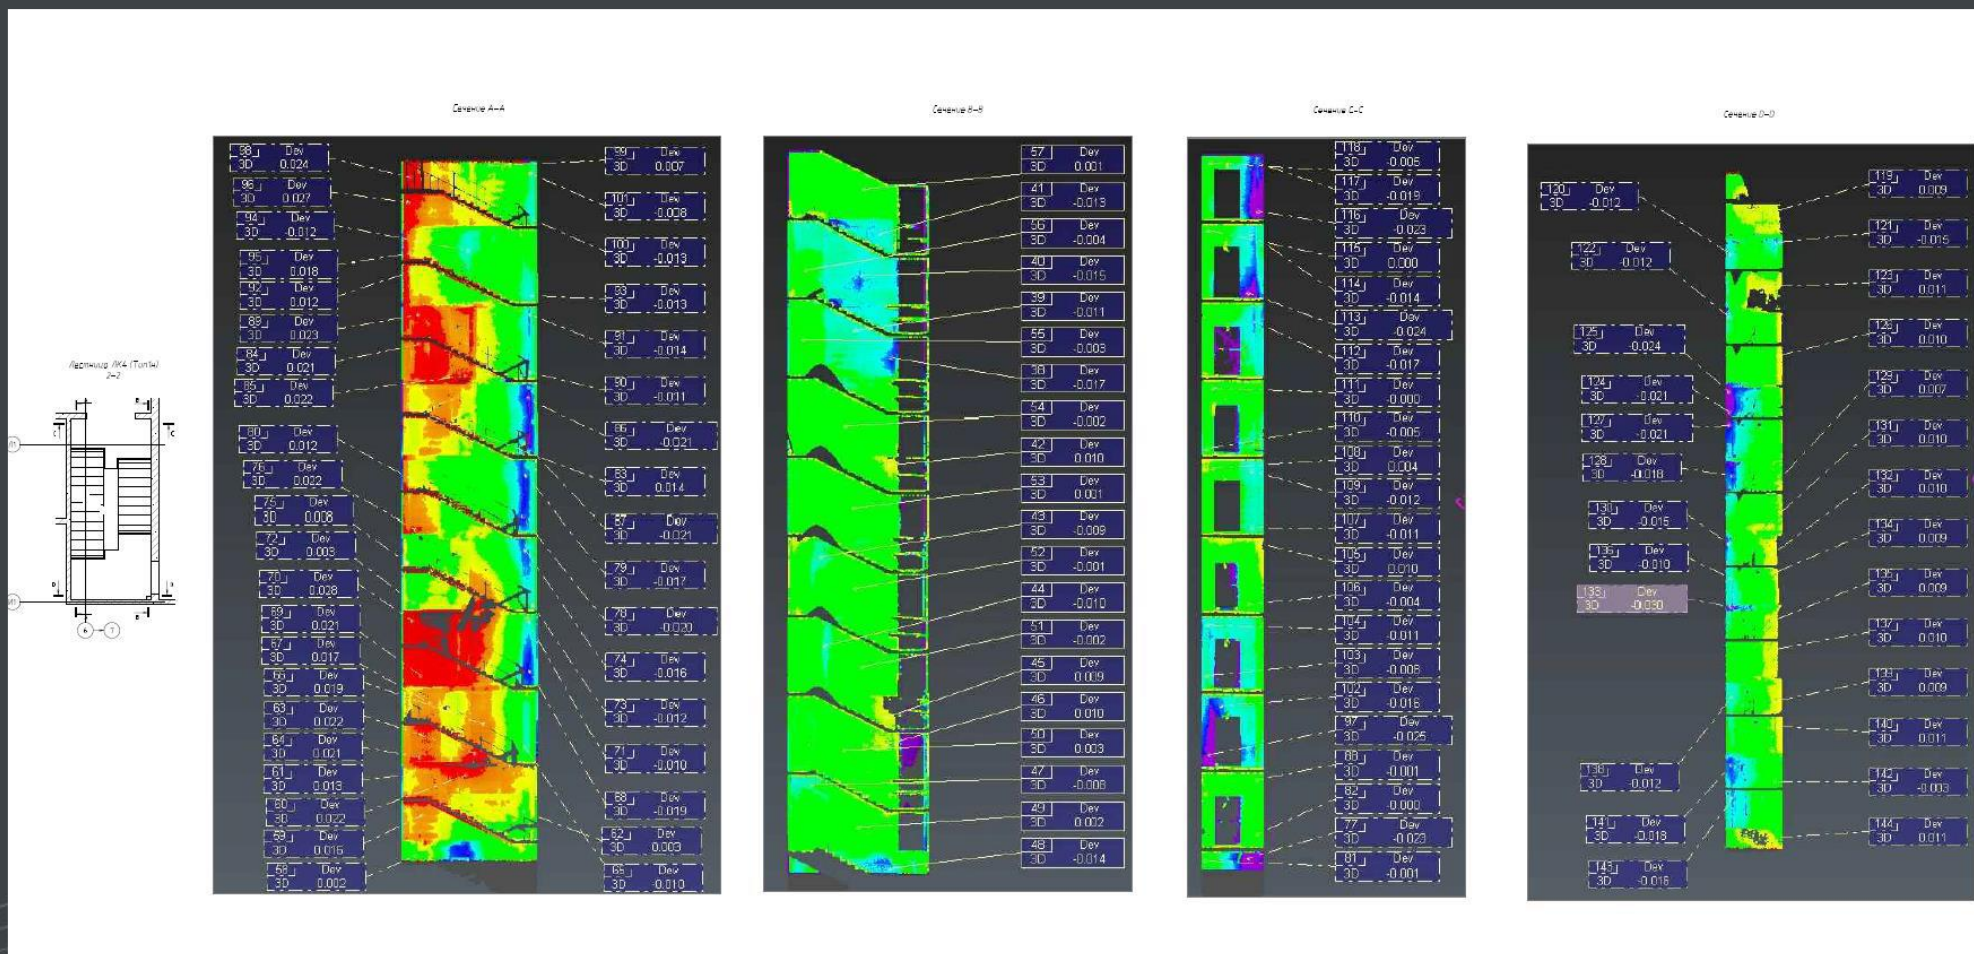 Сечение A-A
Сечение B-B
Сечение C-C
Сечение D-D
Лестница ЛК4 (Тип1н)
2-2
98 Dev
3D 0.024
96 Dev
3D 0.027
94 Dev
3D -0.012
95 Dev
3D 0.018
92 Dev
3D 0.012
89 Dev
3D 0.023
84 Dev
3D 0.021
85 Dev
3D 0.022
80 Dev
3D 0.012
76 Dev
3D 0.022
75 Dev
3D 0.008
72 Dev
3D 0.003
70 Dev
3D 0.028
69 Dev
3D 0.021
67 Dev
3D 0.017
66 Dev
3D 0.019
63 Dev
3D 0.022
64 Dev
3D 0.021
61 Dev
3D 0.013
60 Dev
3D 0.022
59 Dev
3D 0.016
58 Dev
3D 0.002
99 Dev
3D 0.007
101 Dev
3D -0.008
100 Dev
3D -0.013
93 Dev
3D -0.013
91 Dev
3D -0.014
90 Dev
3D -0.011
86 Dev
3D -0.021
83 Dev
3D 0.014
87 Dev
3D -0.021
79 Dev
3D -0.017
78 Dev
3D -0.020
74 Dev
3D -0.016
73 Dev
3D -0.012
71 Dev
3D -0.010
68 Dev
3D -0.019
62 Dev
3D 0.003
65 Dev
3D -0.010
57 Dev
3D 0.001
41 Dev
3D -0.013
56 Dev
3D -0.004
40 Dev
3D -0.015
39 Dev
3D -0.011
55 Dev
3D -0.003
38 Dev
3D -0.017
54 Dev
3D -0.002
42 Dev
3D 0.010
53 Dev
3D 0.001
43 Dev
3D -0.009
52 Dev
3D -0.001
44 Dev
3D -0.010
51 Dev
3D -0.002
45 Dev
3D 0.009
46 Dev
3D 0.010
50 Dev
3D 0.003
47 Dev
3D -0.008
49 Dev
3D 0.002
48 Dev
3D -0.014
118 Dev
3D -0.005
117 Dev
3D -0.019
116 Dev
3D -0.023
115 Dev
3D 0.000
114 Dev
3D -0.014
113 Dev
3D -0.024
112 Dev
3D -0.017
111 Dev
3D -0.000
110 Dev
3D -0.005
108 Dev
3D 0.004
109 Dev
3D -0.012
107 Dev
3D -0.011
105 Dev
3D 0.010
106 Dev
3D -0.004
104 Dev
3D -0.011
103 Dev
3D -0.008
102 Dev
3D -0.016
97 Dev
3D -0.025
88 Dev
3D -0.001
82 Dev
3D -0.000
77 Dev
3D -0.023
81 Dev
3D -0.001
120 Dev
3D -0.012
122 Dev
3D -0.012
125 Dev
3D -0.024
124 Dev
3D -0.021
127 Dev
3D -0.021
128 Dev
3D -0.018
130 Dev
3D -0.015
136 Dev
3D -0.010
133 Dev
3D -0.030
138 Dev
3D -0.012
141 Dev
3D -0.018
143 Dev
3D -0.016
119 Dev
3D 0.009
121 Dev
3D -0.015
123 Dev
3D 0.011
126 Dev
3D 0.010
129 Dev
3D 0.007
131 Dev
3D 0.010
132 Dev
3D 0.010
134 Dev
3D 0.009
135 Dev
3D 0.009
137 Dev
3D 0.010
139 Dev
3D 0.009
140 Dev
3D 0.011
142 Dev
3D -0.003
144 Dev
3D 0.011